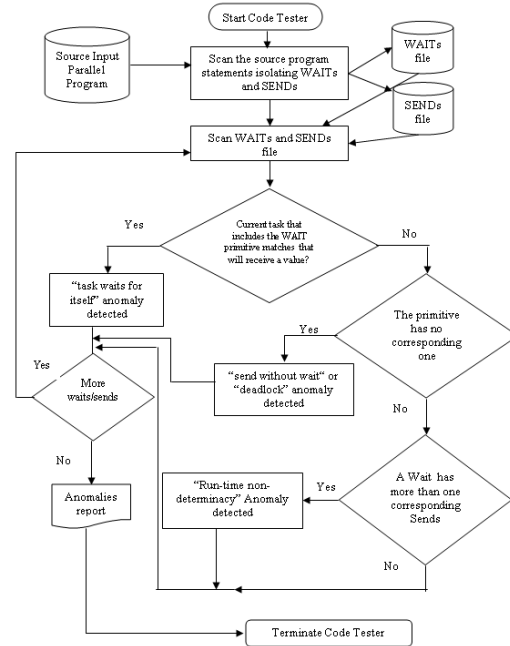 Start Code Tester
Source Input
Parallel
Program
Scan the source program
statements isolating WAITs
and SENDs
WAITs
file
SENDs
file
Scan WAITs and SENDs
file
Current task that
includes the WAIT
primitive matches that
will receive a value?
Yes
No
“task waits for
itself” anomaly
detected
The primitive
has no
corresponding
one
Yes
“send without wait“ or
“deadlock” anomaly
detected
Yes
More
waits/sends
No
No
“Run-time non-
determinacy” Anomaly
detected
Yes
A Wait has
more than one
corresponding
Sends
Anomalies
report
No
Terminate Code Tester